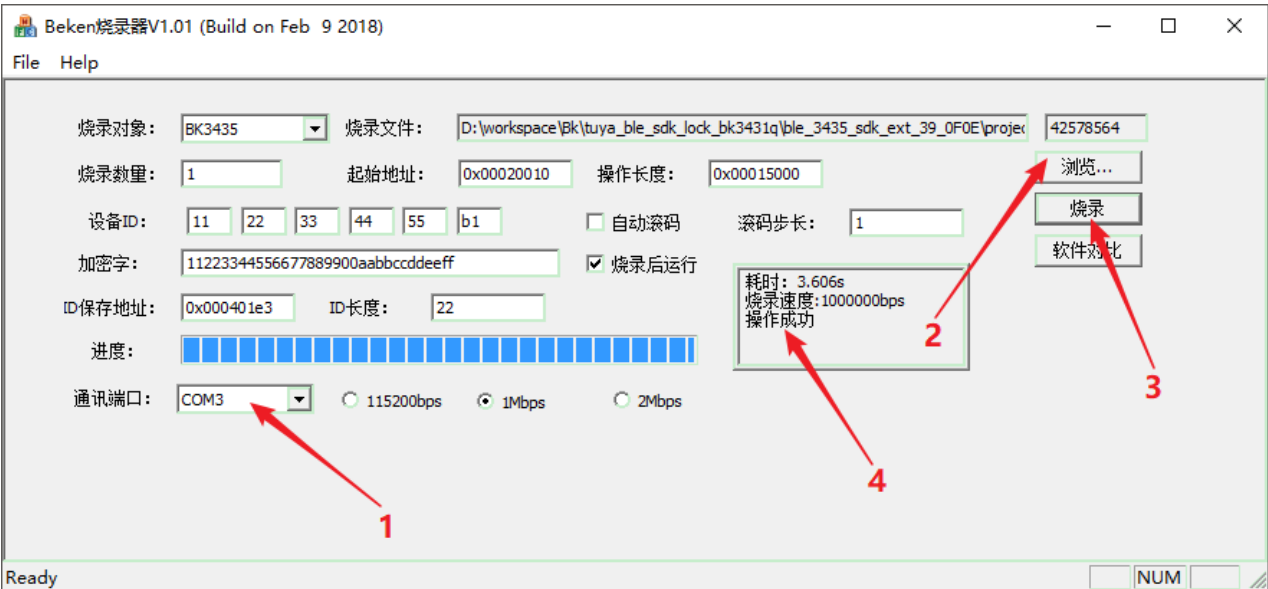 Beken烧录器V1.01 (Build on Feb 9 2018)
File Help
烧录对象： BK3435 烧录文件： D:\workspace\Bk\tuya_ble_sdk_lock_bk3431q\ble_3435_sdk_ext_39_0F0E\projec 42578564
浏览...
烧录数量： 1 起始地址： 0x00020010 操作长度： 0x00015000
烧录
设备ID： 11 22 33 44 55 b1 自动滚码 滚码步长： 1
软件对比
加密字： 11223344556677889900aabbccddeeff 烧录后运行
耗时：3.606s
烧录速度:1000000bps
操作成功
ID保存地址： 0x000401e3 ID长度： 22
进度：
通讯端口： COM3 115200bps 1Mbps 2Mbps
1
2
3
4
Ready NUM